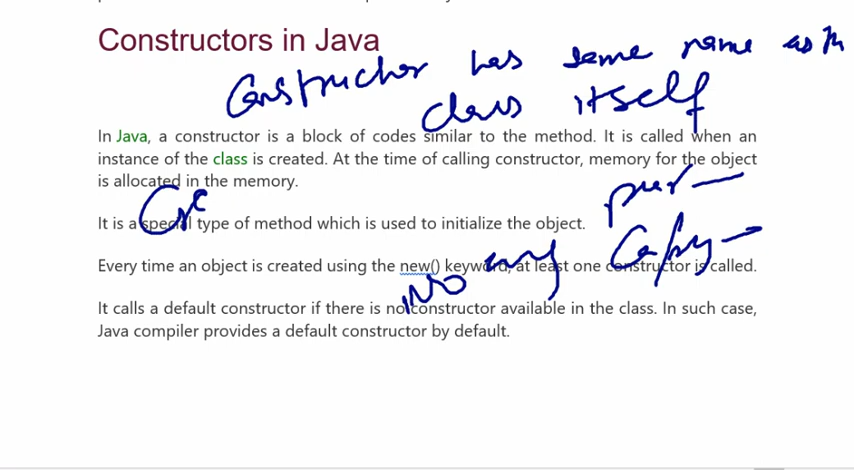 Constructors in Java
Constructor has same name as
class itself
In Java, a constructor is a block of codes similar to the method. It is called when an
instance of the class is created. At the time of calling constructor, memory for the object
is allocated in the memory.
It is a special type of method which is used to initialize the object.
Every time an object is created using the new() keyword, at least one constructor is called.
It calls a default constructor if there is no constructor available in the class. In such case,
Java compiler provides a default constructor by default.